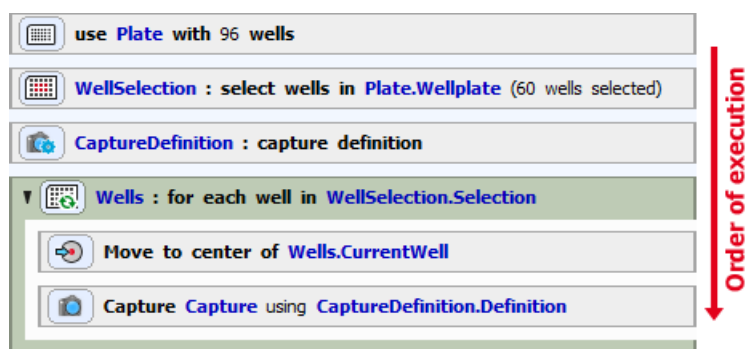 use Plate with 96 wells
WellSelection : select wells in Plate.Wellplate (60 wells selected)
CaptureDefinition : capture definition
Wells : for each well in WellSelection.Selection
Move to center of Wells.CurrentWell
Capture Capture using CaptureDefinition.Definition
Order of execution